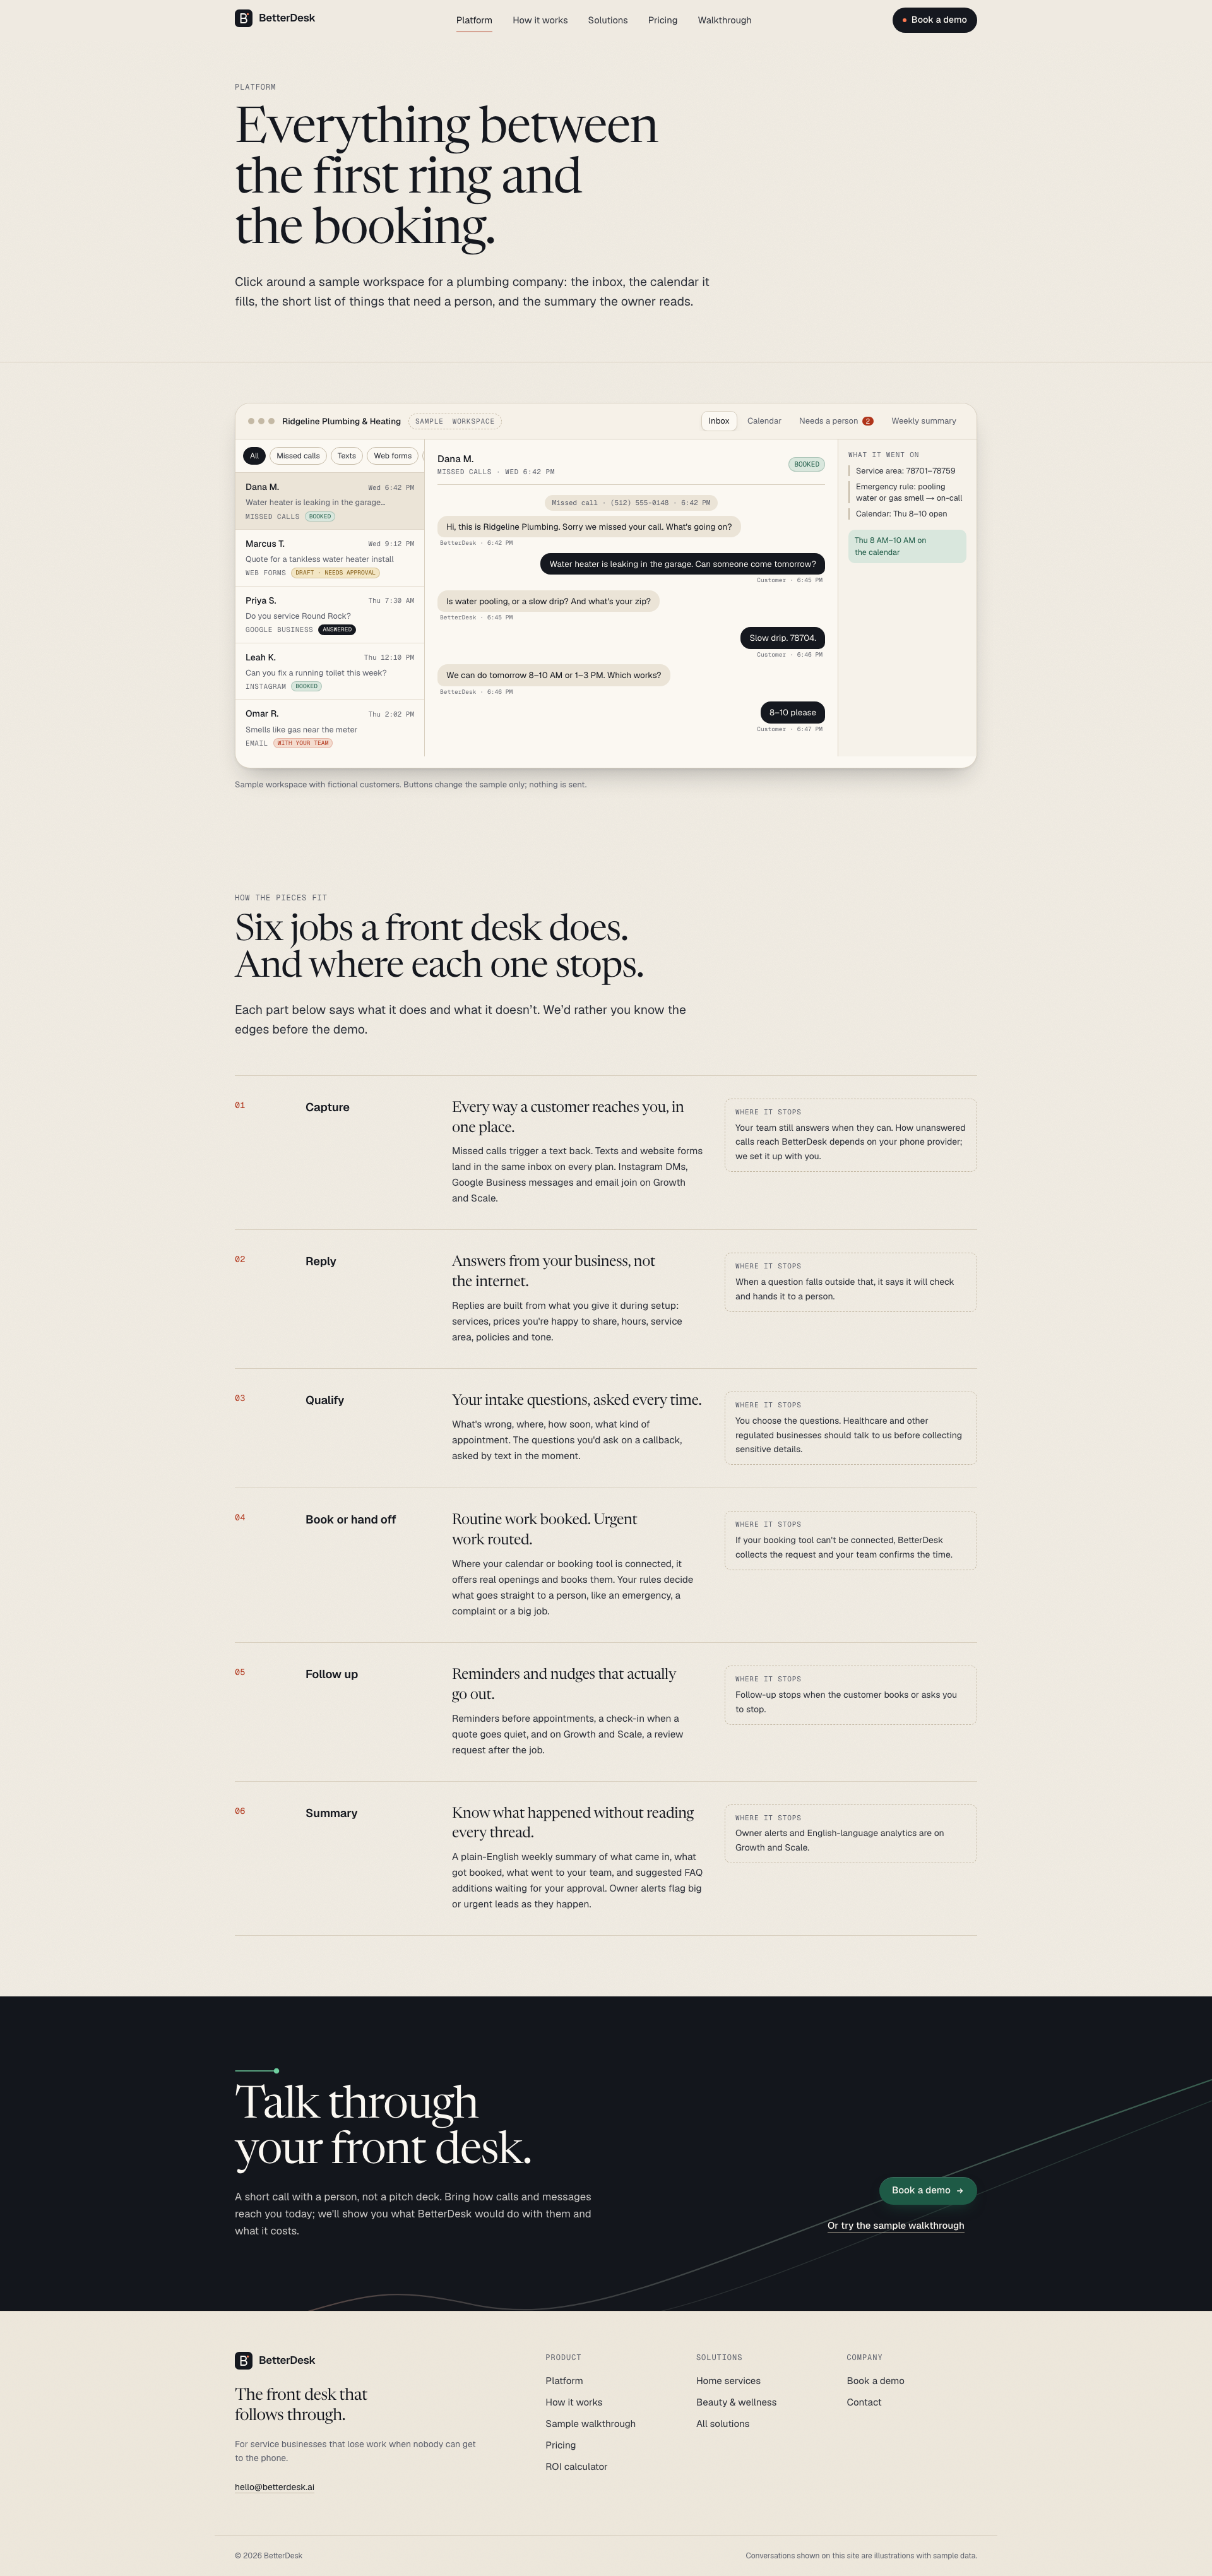 BetterDesk
Platform
How it works
Solutions
Pricing
Walkthrough
Book a demo
PLATFORM
Everything between
the first ring and
the booking.
Click around a sample workspace for a plumbing company: the inbox, the calendar it
fills, the short list of things that need a person, and the summary the owner reads.
Ridgeline Plumbing & Heating
SAMPLE WORKSPACE
Inbox
Calendar
Needs a person 2
Weekly summary
All
Missed calls
Texts
Web forms
Dana M.
Wed 6:42 PM
Water heater is leaking in the garage…
MISSED CALLS
BOOKED
Marcus T.
Wed 9:12 PM
Quote for a tankless water heater install
WEB FORMS
DRAFT · NEEDS APPROVAL
Priya S.
Thu 7:30 AM
Do you service Round Rock?
GOOGLE BUSINESS
ANSWERED
Leah K.
Thu 12:10 PM
Can you fix a running toilet this week?
INSTAGRAM
BOOKED
Omar R.
Thu 2:02 PM
Smells like gas near the meter
EMAIL
WITH YOUR TEAM
Dana M.
MISSED CALLS · WED 6:42 PM
BOOKED
Missed call · (512) 555-0148 · 6:42 PM
Hi, this is Ridgeline Plumbing. Sorry we missed your call. What's going on?
BetterDesk · 6:42 PM
Water heater is leaking in the garage. Can someone come tomorrow?
Customer · 6:45 PM
Is water pooling, or a slow drip? And what's your zip?
BetterDesk · 6:45 PM
Slow drip. 78704.
Customer · 6:46 PM
We can do tomorrow 8–10 AM or 1–3 PM. Which works?
BetterDesk · 6:46 PM
8–10 please
Customer · 6:47 PM
WHAT IT WENT ON
Service area: 78701–78759
Emergency rule: pooling
water or gas smell → on-call
Calendar: Thu 8–10 open
Thu 8 AM–10 AM on
the calendar
Sample workspace with fictional customers. Buttons change the sample only; nothing is sent.
HOW THE PIECES FIT
Six jobs a front desk does.
And where each one stops.
Each part below says what it does and what it doesn't. We'd rather you know the
edges before the demo.
01
Capture
Every way a customer reaches you, in
one place.
Missed calls trigger a text back. Texts and website forms
land in the same inbox on every plan. Instagram DMs,
Google Business messages and email join on Growth
and Scale.
WHERE IT STOPS
Your team still answers when they can. How unanswered
calls reach BetterDesk depends on your phone provider;
we set it up with you.
02
Reply
Answers from your business, not
the internet.
Replies are built from what you give it during setup:
services, prices you're happy to share, hours, service
area, policies and tone.
WHERE IT STOPS
When a question falls outside that, it says it will check
and hands it to a person.
03
Qualify
Your intake questions, asked every time.
What's wrong, where, how soon, what kind of
appointment. The questions you'd ask on a callback,
asked by text in the moment.
WHERE IT STOPS
You choose the questions. Healthcare and other
regulated businesses should talk to us before collecting
sensitive details.
04
Book or hand off
Routine work booked. Urgent
work routed.
Where your calendar or booking tool is connected, it
offers real openings and books them. Your rules decide
what goes straight to a person, like an emergency, a
complaint or a big job.
WHERE IT STOPS
If your booking tool can't be connected, BetterDesk
collects the request and your team confirms the time.
05
Follow up
Reminders and nudges that actually
go out.
Reminders before appointments, a check-in when a
quote goes quiet, and on Growth and Scale, a review
request after the job.
WHERE IT STOPS
Follow-up stops when the customer books or asks you
to stop.
06
Summary
Know what happened without reading
every thread.
A plain-English weekly summary of what came in, what
got booked, what went to your team, and suggested FAQ
additions waiting for your approval. Owner alerts flag big
or urgent leads as they happen.
WHERE IT STOPS
Owner alerts and English-language analytics are on
Growth and Scale.
Talk through
your front desk.
A short call with a person, not a pitch deck. Bring how calls and messages
reach you today; we'll show you what BetterDesk would do with them and
what it costs.
Book a demo →
Or try the sample walkthrough
BetterDesk
The front desk that
follows through.
For service businesses that lose work when nobody can get
to the phone.
hello@betterdesk.ai
PRODUCT
Platform
How it works
Sample walkthrough
Pricing
ROI calculator
SOLUTIONS
Home services
Beauty & wellness
All solutions
COMPANY
Book a demo
Contact
© 2026 BetterDesk
Conversations shown on this site are illustrations with sample data.